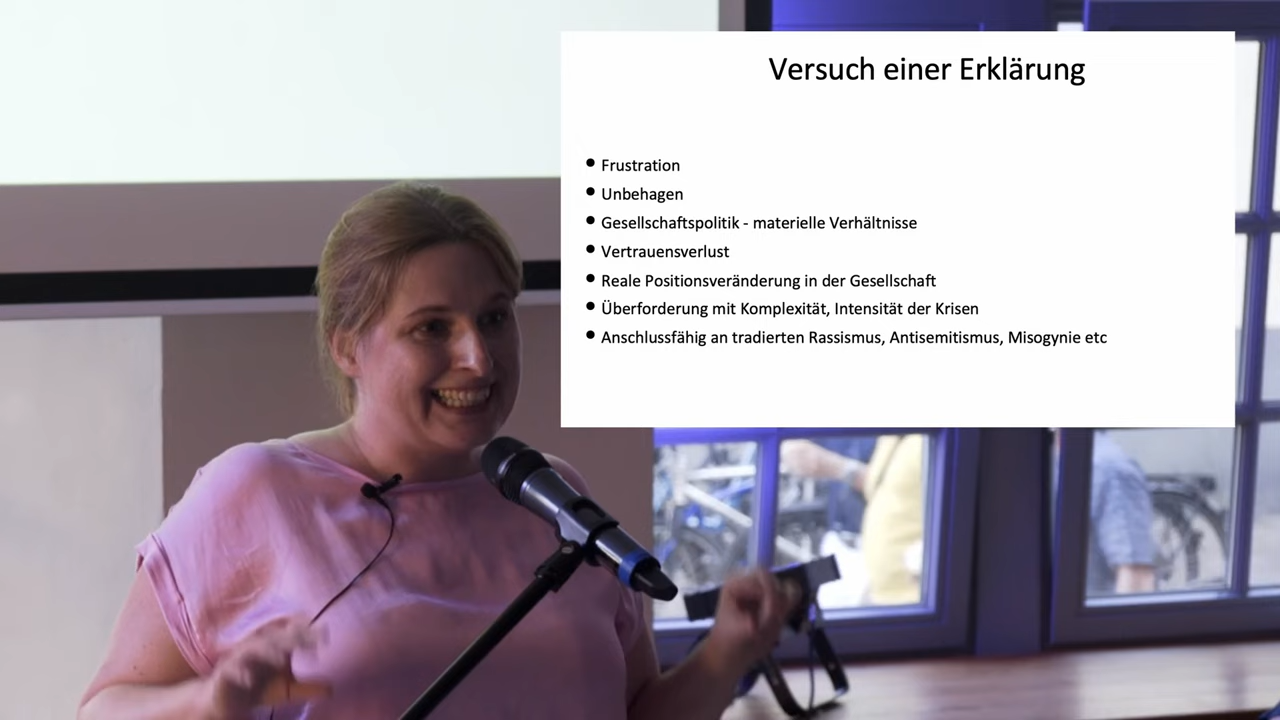 Versuch einer Erklärung
• Frustration
• Unbehagen
• Gesellschaftspolitik - materielle Verhältnisse
• Vertrauensverlust
• Reale Positionsveränderung in der Gesellschaft
• Überforderung mit Komplexität, Intensität der Krisen
• Anschlussfähig an tradierten Rassismus, Antisemitismus, Misogynie etc